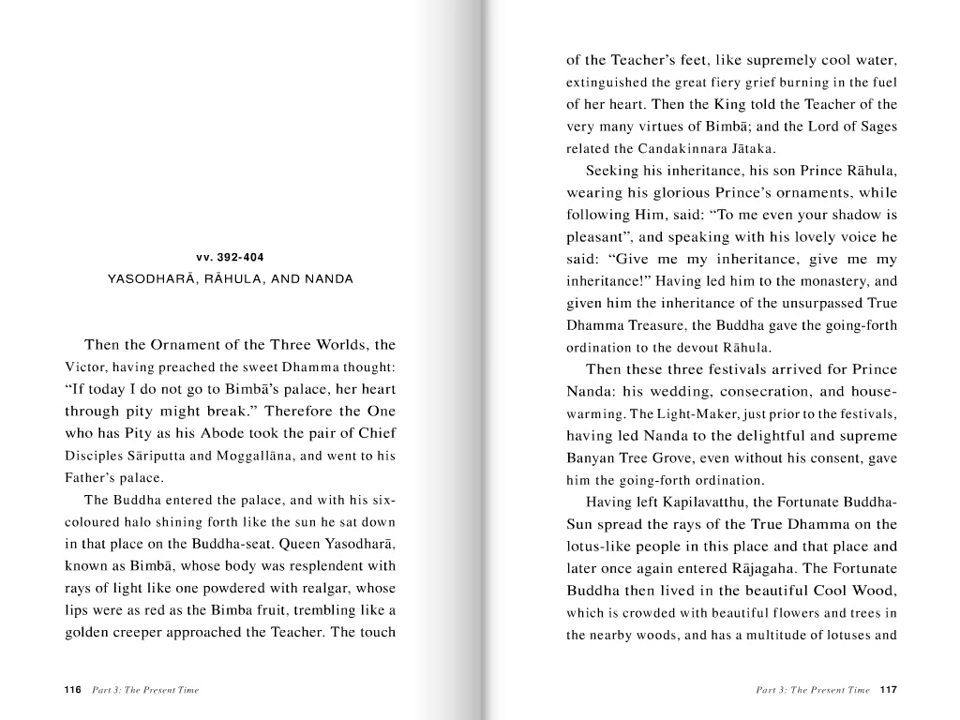 vv. 392-404
YASODHARĀ, RĀHULA, AND NANDA
Then the Ornament of the Three Worlds, the
Victor, having preached the sweet Dhamma thought:
“If today I do not go to Bimbā’s palace, her heart
through pity might break.” Therefore the One
who has Pity as his Abode took the pair of Chief
Disciples Sāriputta and Moggallāna, and went to his
Father’s palace.
The Buddha entered the palace, and with his six-
coloured halo shining forth like the sun he sat down
in that place on the Buddha-seat. Queen Yasodharā,
known as Bimbā, whose body was resplendent with
rays of light like one powdered with realgar, whose
lips were as red as the Bimba fruit, trembling like a
golden creeper approached the Teacher. The touch
116 Part 3: The Present Time
of the Teacher’s feet, like supremely cool water,
extinguished the great fiery grief burning in the fuel
of her heart. Then the King told the Teacher of the
very many virtues of Bimbā; and the Lord of Sages
related the Candakinnara Jātaka.
Seeking his inheritance, his son Prince Rāhula,
wearing his glorious Prince’s ornaments, while
following Him, said: “To me even your shadow is
pleasant”, and speaking with his lovely voice he
said: “Give me my inheritance, give me my
inheritance!” Having led him to the monastery, and
given him the inheritance of the unsurpassed True
Dhamma Treasure, the Buddha gave the going-forth
ordination to the devout Rāhula.
Then these three festivals arrived for Prince
Nanda: his wedding, consecration, and house-
warming. The Light-Maker, just prior to the festivals,
having led Nanda to the delightful and supreme
Banyan Tree Grove, even without his consent, gave
him the going-forth ordination.
Having left Kapilavatthu, the Fortunate Buddha-
Sun spread the rays of the True Dhamma on the
lotus-like people in this place and that place and
later once again entered Rājagaha. The Fortunate
Buddha then lived in the beautiful Cool Wood,
which is crowded with beautiful flowers and trees in
the nearby woods, and has a multitude of lotuses and
Part 3: The Present Time 117